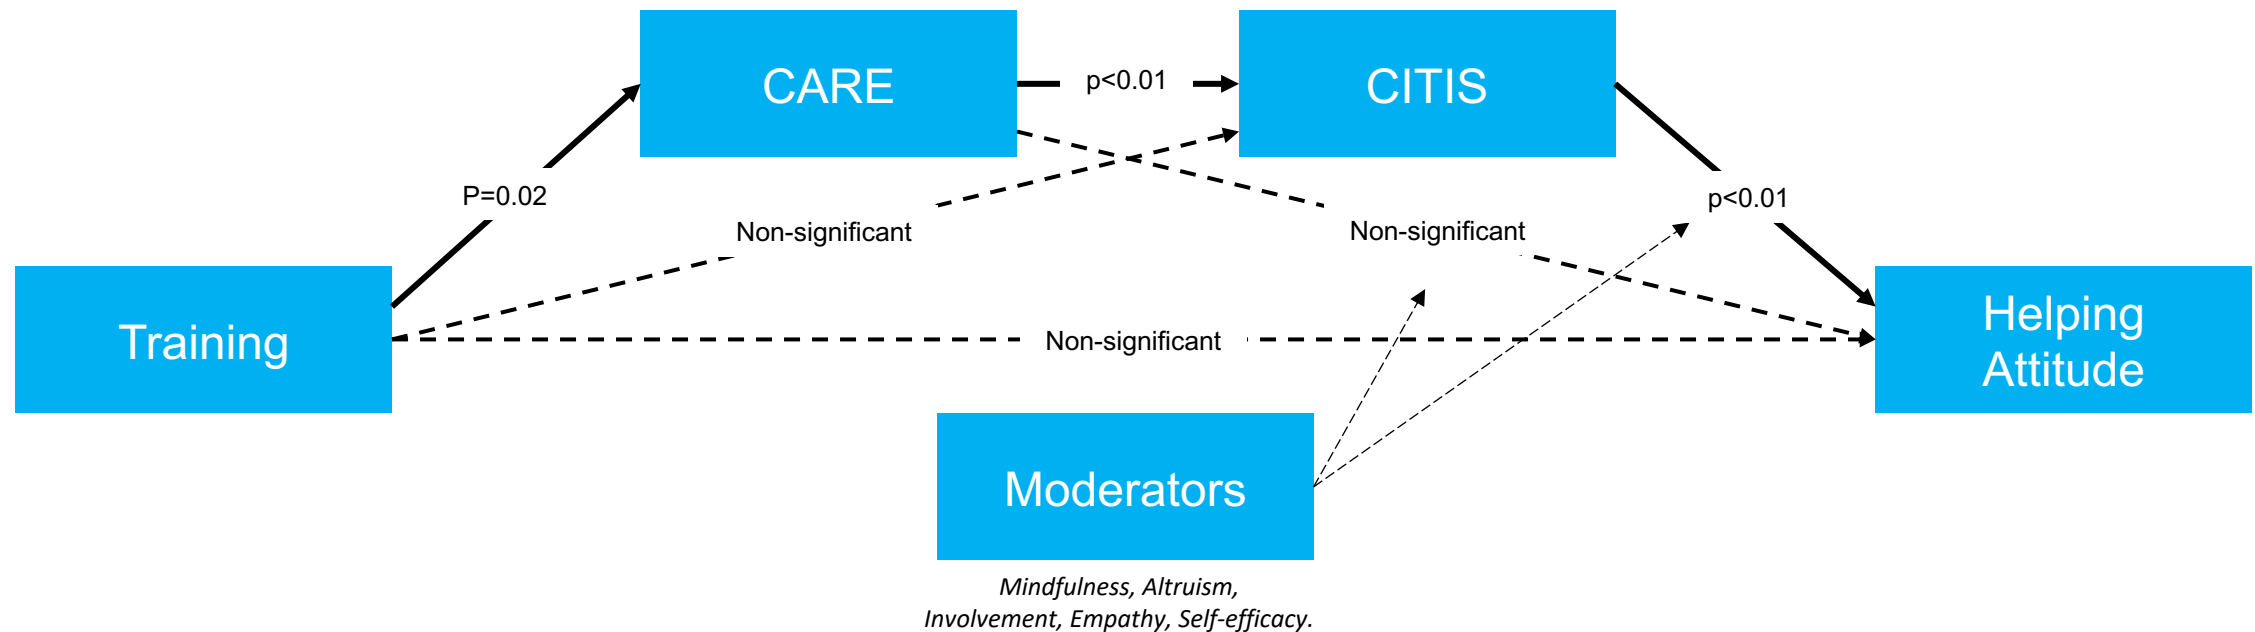 CARE
p<0.01
CITIS
P=0.02
p<0.01
Non-significant
Non-significant
Training
Non-significant
Helping
Attitude
Moderators
Mindfulness, Altruism,
Involvement, Empathy, Self-efficacy.